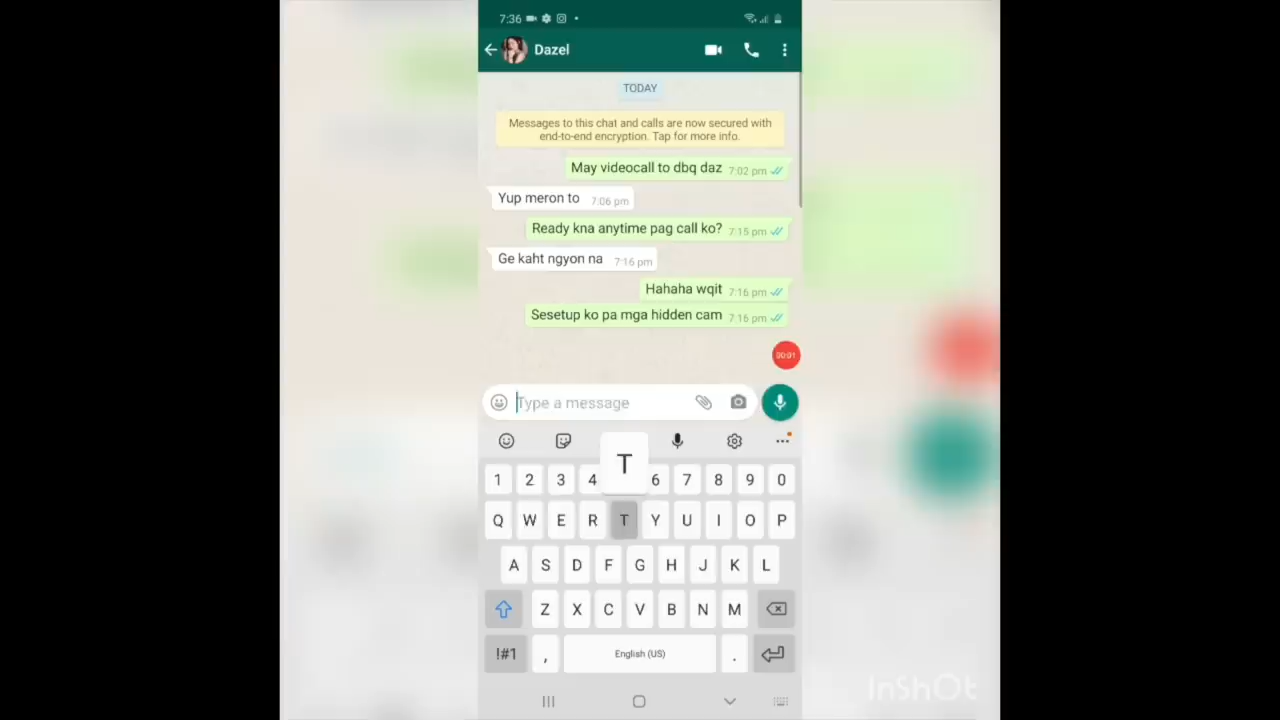 7:36
Dazel
TODAY
Messages to this chat and calls are now secured with
end-to-end encryption. Tap for more info.
May videocall to dbq daz 7:02 pm
Yup meron to 7:06 pm
Ready kna anytime pag call ko? 7:15 pm
Ge kaht ngyon na 7:16 pm
Hahaha wqit 7:16 pm
Sesetup ko pa mga hidden cam 7:16 pm
00:01
Type a message
T
1 2 3 4 6 7 8 9 0
Q W E R T Y U I O P
A S D F G H J K L
Z X C V B N M
!#1 , English (US) .
InShOt